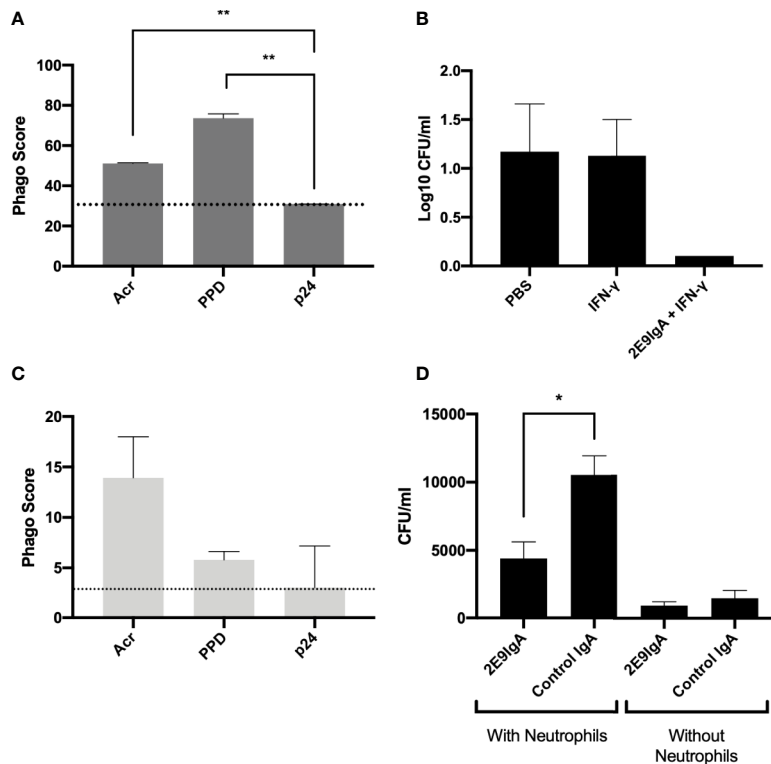 A
**
**
100
80
60
40
20
0
Phago Score
Acr
PPD
p24
B
2.0
1.5
1.0
0.5
0.0
Log10 CFU/ml
PBS
IFN-γ
2E9IgA + IFN-γ
C
20
15
10
5
0
Phago Score
Acr
PPD
p24
D
*
15000
10000
5000
0
CFU/ml
2E9IgA
Control IgA
2E9IgA
Control IgA
With Neutrophils
Without
Neutrophils